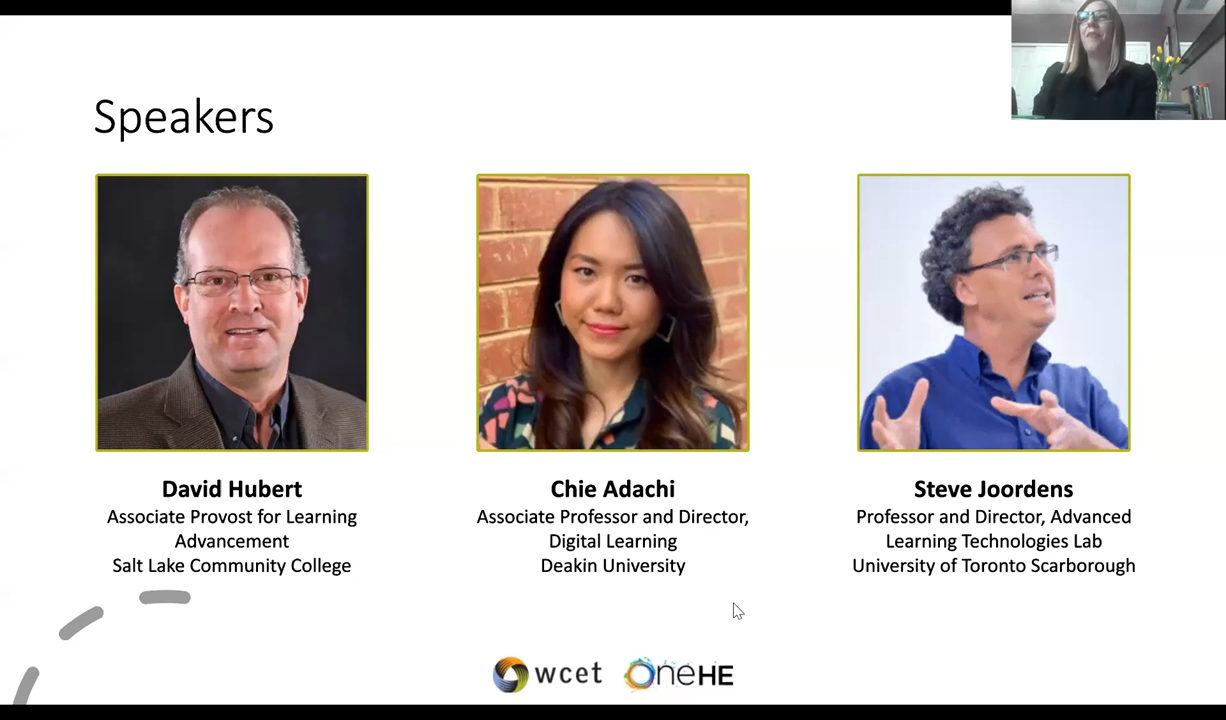 Speakers
David Hubert
Associate Provost for Learning
Advancement
Salt Lake Community College
Chie Adachi
Associate Professor and Director,
Digital Learning
Deakin University
Steve Joordens
Professor and Director, Advanced
Learning Technologies Lab
University of Toronto Scarborough
wcet
OneHE